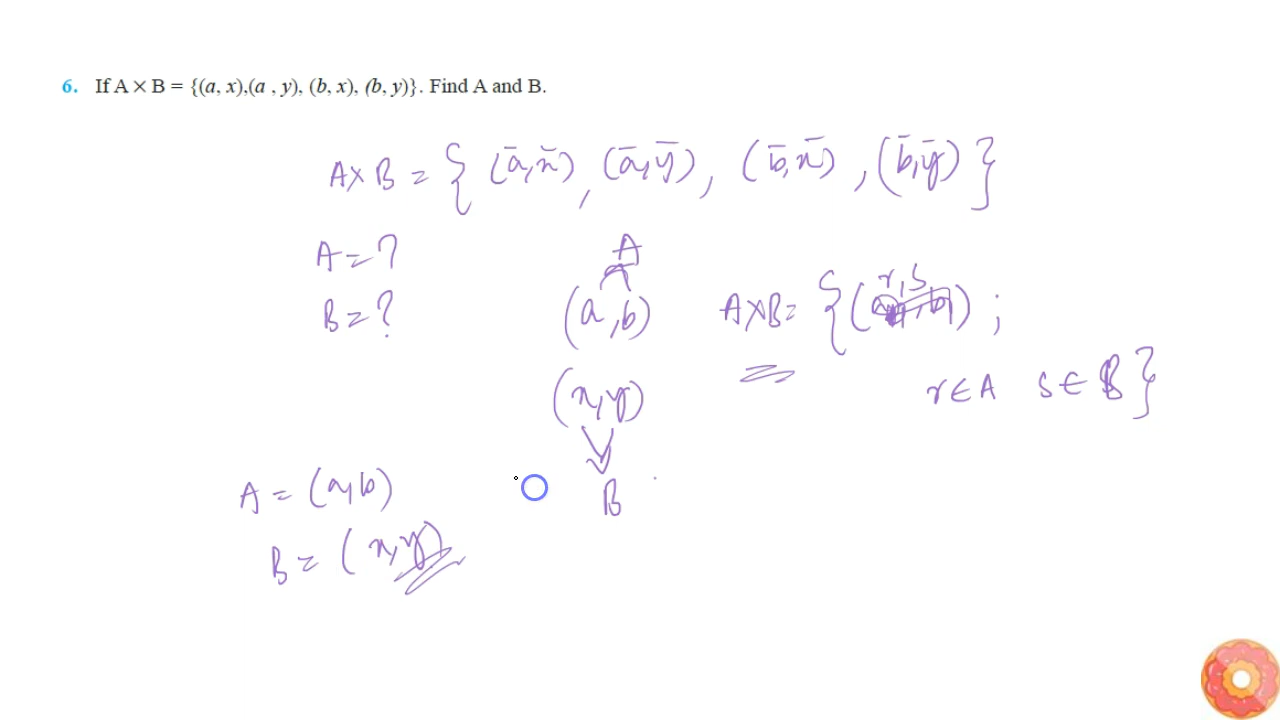 6. If A × B = {(a, x),(a , y), (b, x), (b, y)}. Find A and B.
A×B = { (a̅,x̅), (a̅,y̅), (b̅,x̅), (b̅,y̅) }
A = ?
B = ?
A
A
(a,b)
(x,y)
B
A×B = { (r,s) ;
r∈A s∈B }
A = (a,b)
B = (x,y)